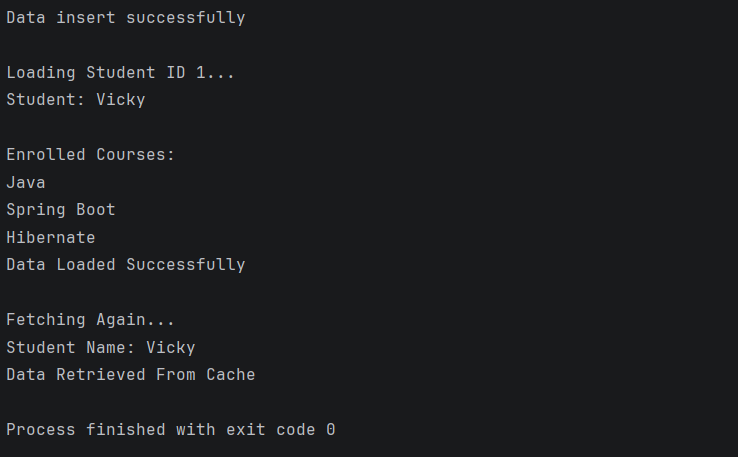 Data insert successfully
Loading Student ID 1...
Student: Vicky
Enrolled Courses:
Java
Spring Boot
Hibernate
Data Loaded Successfully
Fetching Again...
Student Name: Vicky
Data Retrieved From Cache
Process finished with exit code 0